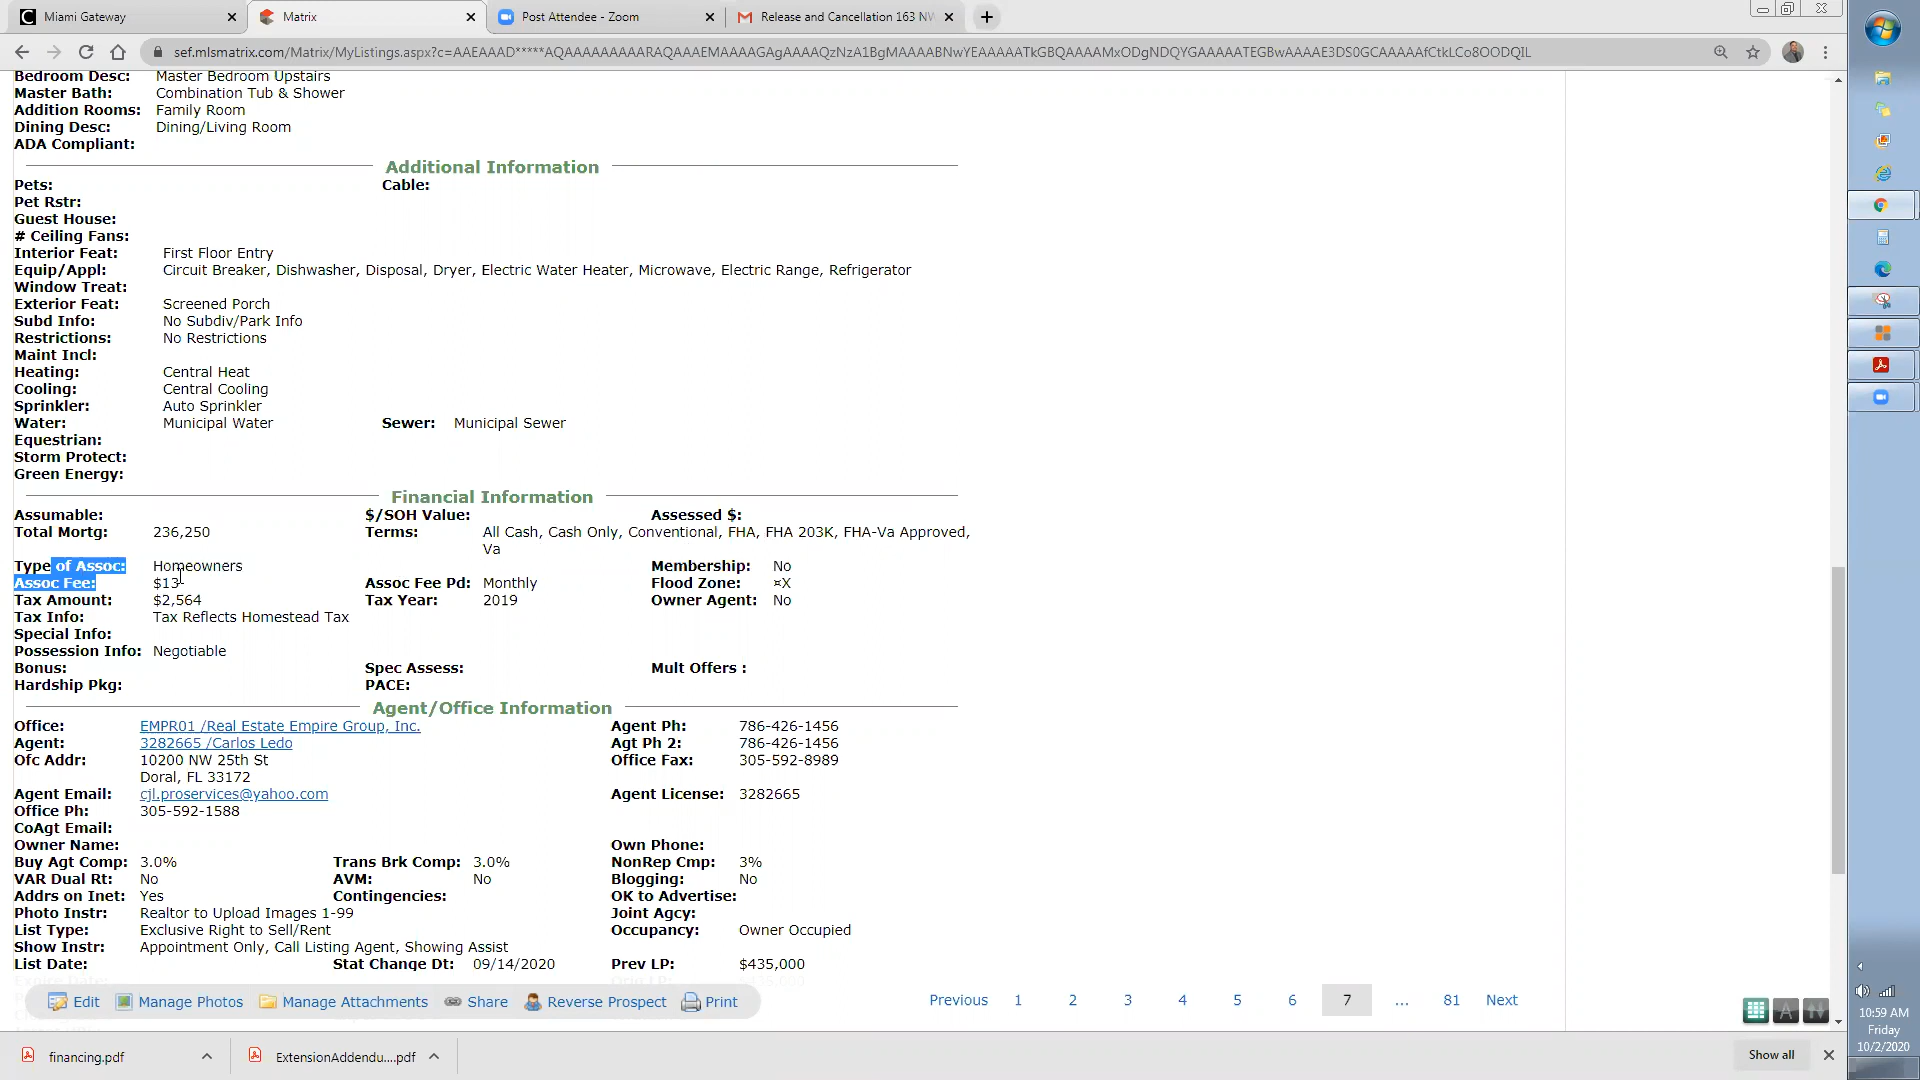 Miami Gateway
Matrix
Post Attendee - Zoom
Release and Cancellation 163 NW
sef.mlsmatrix.com/Matrix/MyListings.aspx?c=AAEAAAD*****AQAAAAAAAAARAQAAAEMAAAAGAgAAAAQzNzA1BgMAAAABNwYEAAAAATkGBQAAAAMxODgNDQYGAAAAATEGBwAAAAE3DS0GCAAAAAfCtkLCo8OODQIL
Bedroom Desc: Master Bedroom Upstairs
Master Bath: Combination Tub & Shower
Addition Rooms: Family Room
Dining Desc: Dining/Living Room
ADA Compliant:
Additional Information
Pets: Cable:
Pet Rstr:
Guest House:
# Ceiling Fans:
Interior Feat: First Floor Entry
Equip/Appl: Circuit Breaker, Dishwasher, Disposal, Dryer, Electric Water Heater, Microwave, Electric Range, Refrigerator
Window Treat:
Exterior Feat: Screened Porch
Subd Info: No Subdiv/Park Info
Restrictions: No Restrictions
Maint Incl:
Heating: Central Heat
Cooling: Central Cooling
Sprinkler: Auto Sprinkler
Water: Municipal Water Sewer: Municipal Sewer
Equestrian:
Storm Protect:
Green Energy:
Financial Information
Assumable: $/SOH Value: Assessed $:
Total Mortg: 236,250 Terms: All Cash, Cash Only, Conventional, FHA, FHA 203K, FHA-Va Approved,
Va
Type of Assoc: Homeowners Membership: No
Assoc Fee: $13 Assoc Fee Pd: Monthly Flood Zone: ¤X
Tax Amount: $2,564 Tax Year: 2019 Owner Agent: No
Tax Info: Tax Reflects Homestead Tax
Special Info:
Possession Info: Negotiable
Bonus: Spec Assess: Mult Offers :
Hardship Pkg: PACE:
Agent/Office Information
Office: EMPR01 /Real Estate Empire Group, Inc. Agent Ph: 786-426-1456
Agent: 3282665 /Carlos Ledo Agt Ph 2: 786-426-1456
Ofc Addr: 10200 NW 25th St Office Fax: 305-592-8989
Doral, FL 33172
Agent Email: cjl.proservices@yahoo.com Agent License: 3282665
Office Ph: 305-592-1588
CoAgt Email:
Owner Name: Own Phone:
Buy Agt Comp: 3.0% Trans Brk Comp: 3.0% NonRep Cmp: 3%
VAR Dual Rt: No AVM: No Blogging: No
Addrs on Inet: Yes Contingencies: OK to Advertise:
Photo Instr: Realtor to Upload Images 1-99 Joint Agcy:
List Type: Exclusive Right to Sell/Rent Occupancy: Owner Occupied
Show Instr: Appointment Only, Call Listing Agent, Showing Assist
List Date: Stat Change Dt: 09/14/2020 Prev LP: $435,000
Edit Manage Photos Manage Attachments Share Reverse Prospect Print
Previous 1 2 3 4 5 6 7 ... 81 Next
financing.pdf
ExtensionAddendu....pdf
Show all
10:59 AM
Friday
10/2/2020